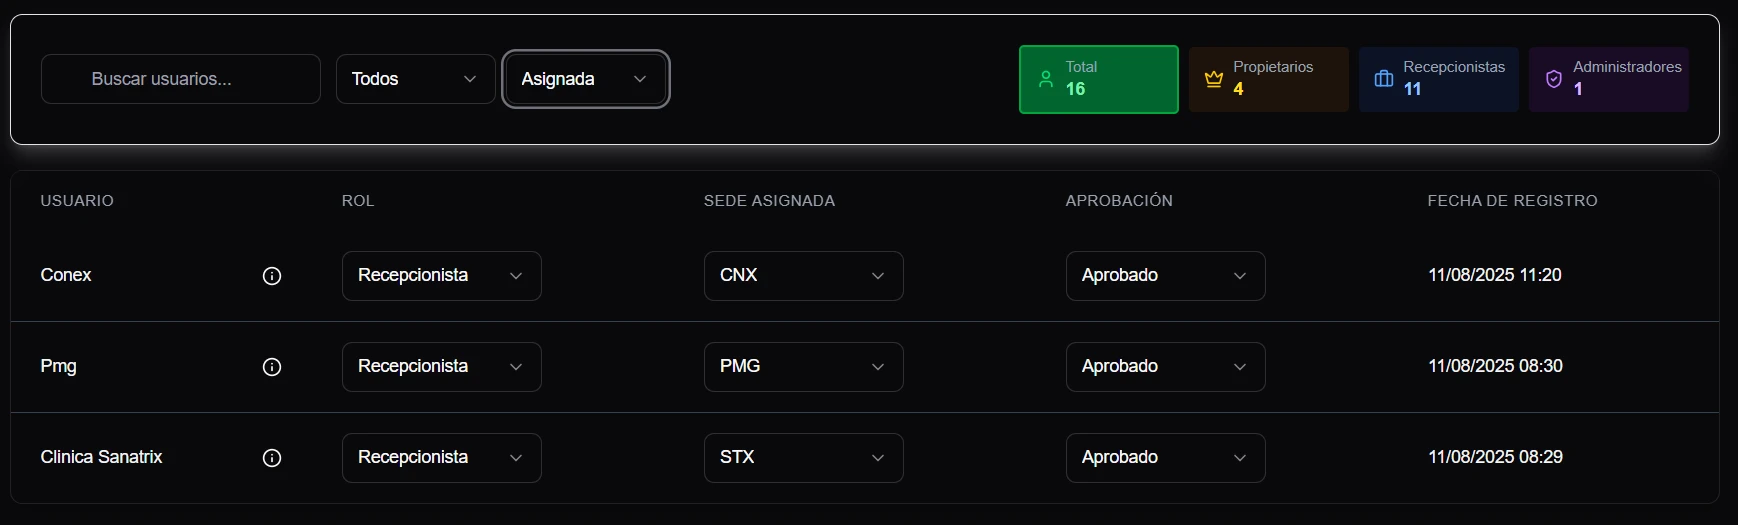 Buscar usuarios...
Todos
Asignada
Total
16
Propietarios
4
Recepcionistas
11
Administradores
1
USUARIO ROL SEDE ASIGNADA APROBACIÓN FECHA DE REGISTRO
Conex Recepcionista CNX Aprobado 11/08/2025 11:20
Pmg Recepcionista PMG Aprobado 11/08/2025 08:30
Clinica Sanatrix Recepcionista STX Aprobado 11/08/2025 08:29